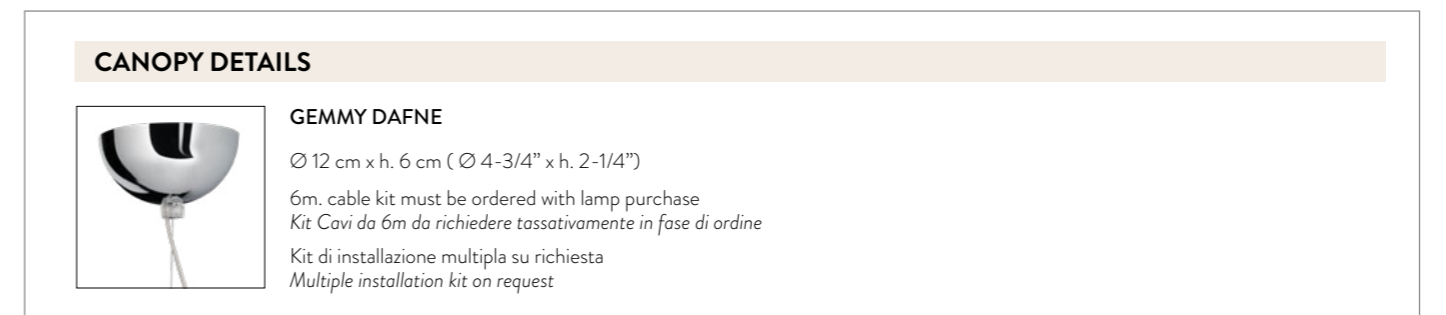 CANOPY DETAILS
GEMMY DAFNE
Ø 12 cm x h. 6 cm ( Ø 4-3/4” x h. 2-1/4”)
6m. cable kit must be ordered with lamp purchase
Kit Cavi da 6m da richiedere tassativamente in fase di ordine
Kit di installazione multipla su richiesta
Multiple installation kit on request